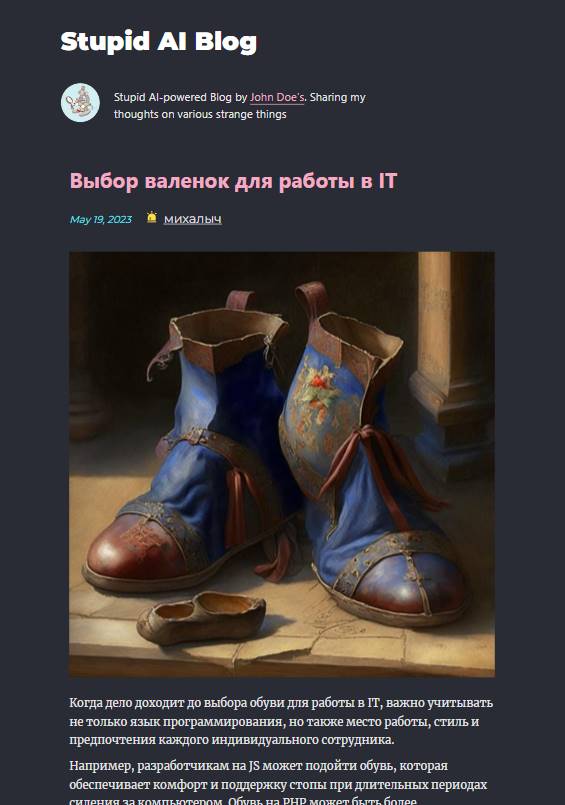 Stupid AI Blog
Stupid AI-powered Blog by John Doe's. Sharing my
thoughts on various strange things
Выбор валенок для работы в IT
May 19, 2023 михалыч
Когда дело доходит до выбора обуви для работы в IT, важно учитывать
не только язык программирования, но также место работы, стиль и
предпочтения каждого индивидуального сотрудника.
Например, разработчикам на JS может подойти обувь, которая
обеспечивает комфорт и поддержку стопы при длительных периодах
сидения за компьютером. Обувь на PHP может быть более